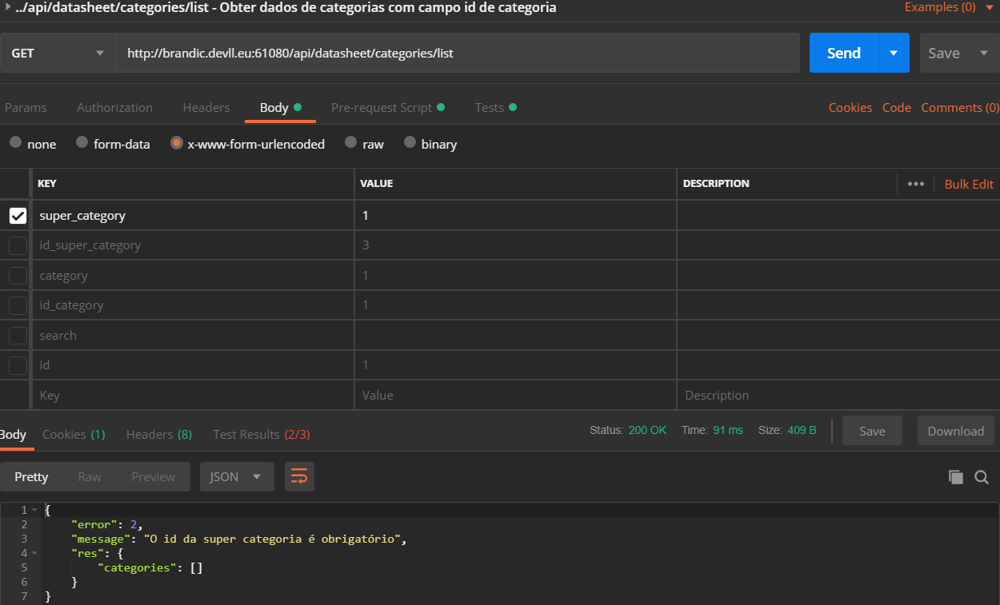 ../api/datasheet/categories/list - Obter dados de categorias com campo id de categoria Examples (0)
GET http://brandic.devll.eu:61080/api/datasheet/categories/list Send Save
Params Authorization Headers Body Pre-request Script Tests Cookies Code Comments (0)
none form-data x-www-form-urlencoded raw binary
KEY VALUE DESCRIPTION ••• Bulk Edit
super_category 1
id_super_category 3
category 1
id_category 1
search
id 1
Key Value Description
Body Cookies (1) Headers (8) Test Results (2/3) Status: 200 OK Time: 91 ms Size: 409 B Save Download
Pretty Raw Preview JSON
1 {
2 "error": 2,
3 "message": "O id da super categoria é obrigatório",
4 "res": {
5 "categories": []
6 }
7 }